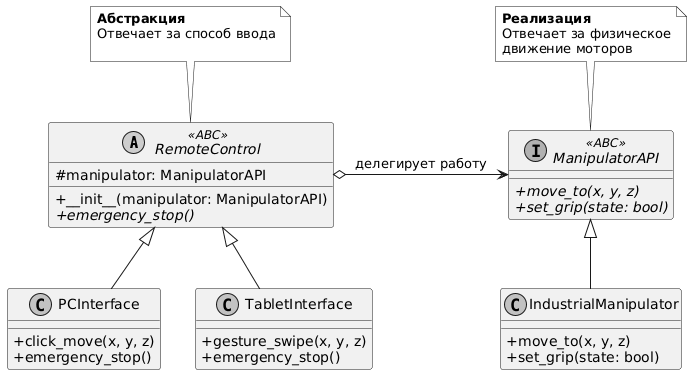 Абстракция
Отвечает за способ ввода
Реализация
Отвечает за физическое
движение моторов
A
«ABC»
RemoteControl
#manipulator: ManipulatorAPI
+__init__(manipulator: ManipulatorAPI)
+emergency_stop()
делегирует работу
I
«ABC»
ManipulatorAPI
+move_to(x, y, z)
+set_grip(state: bool)
C PCInterface
+click_move(x, y, z)
+emergency_stop()
C TabletInterface
+gesture_swipe(x, y, z)
+emergency_stop()
C IndustrialManipulator
+move_to(x, y, z)
+set_grip(state: bool)